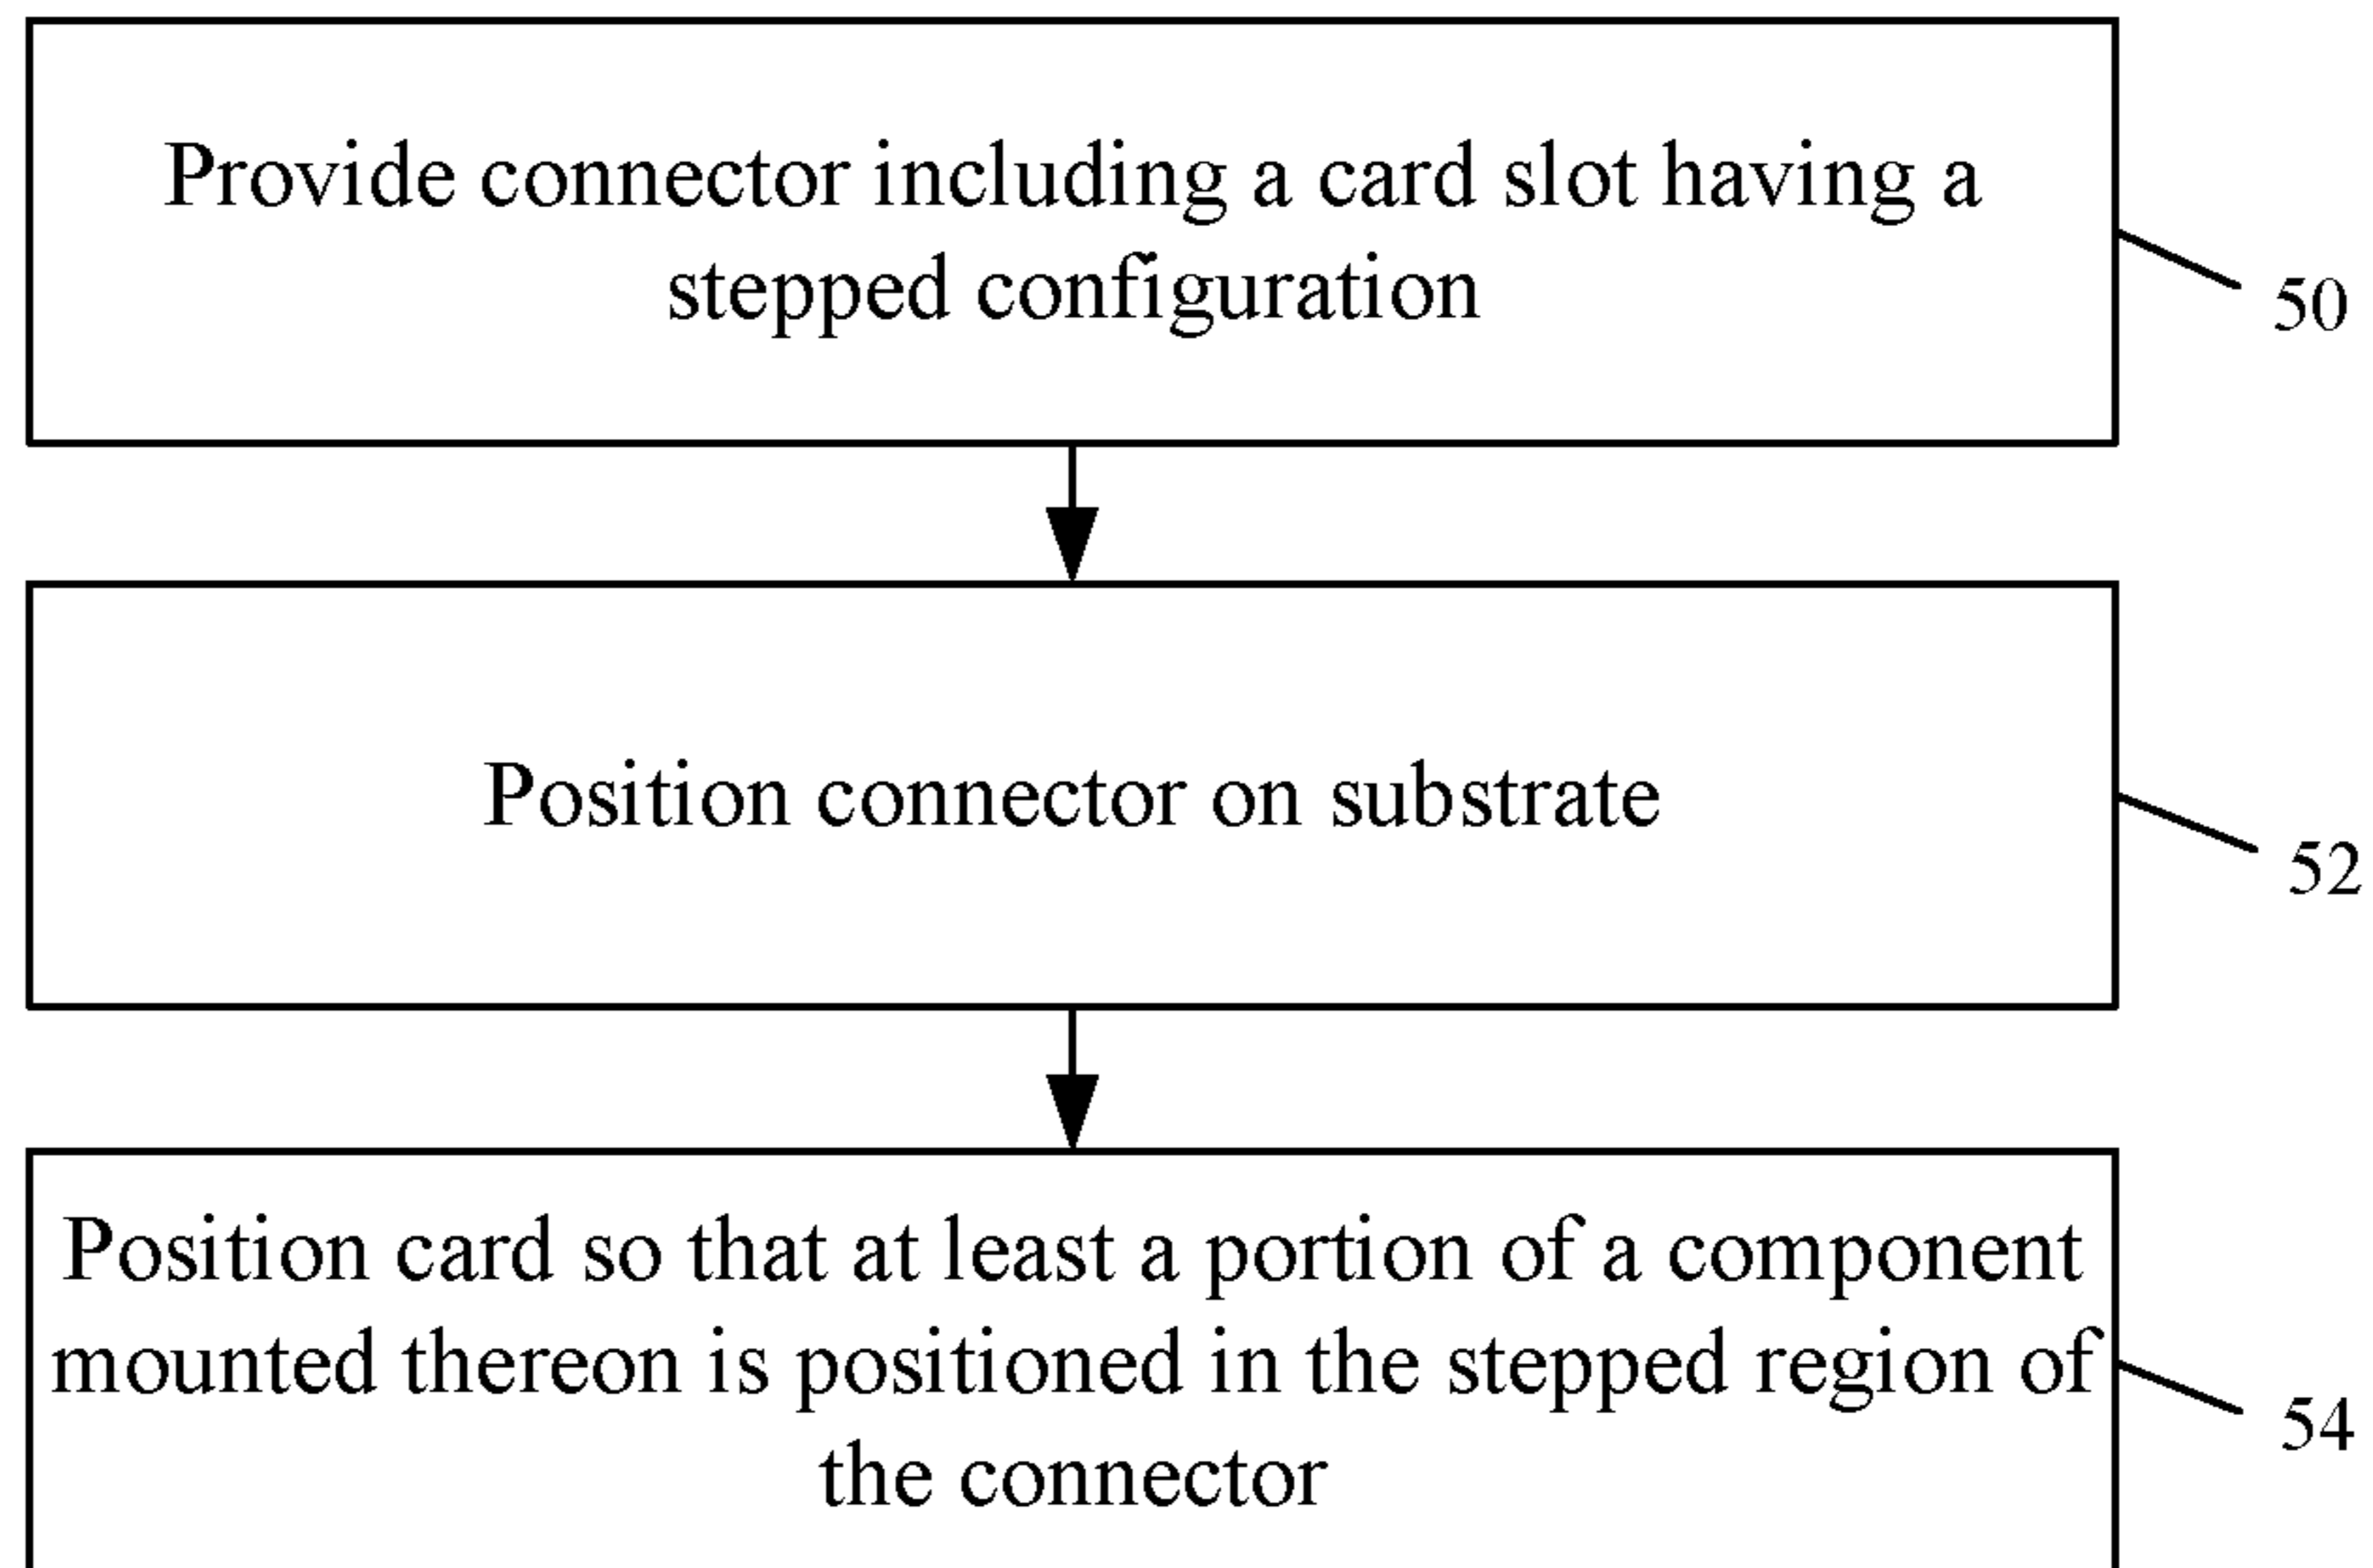 Provide connector including a card slot having a
stepped configuration
50
Position connector on substrate
52
Position card so that at least a portion of a component
mounted thereon is positioned in the stepped region of
the connector
54